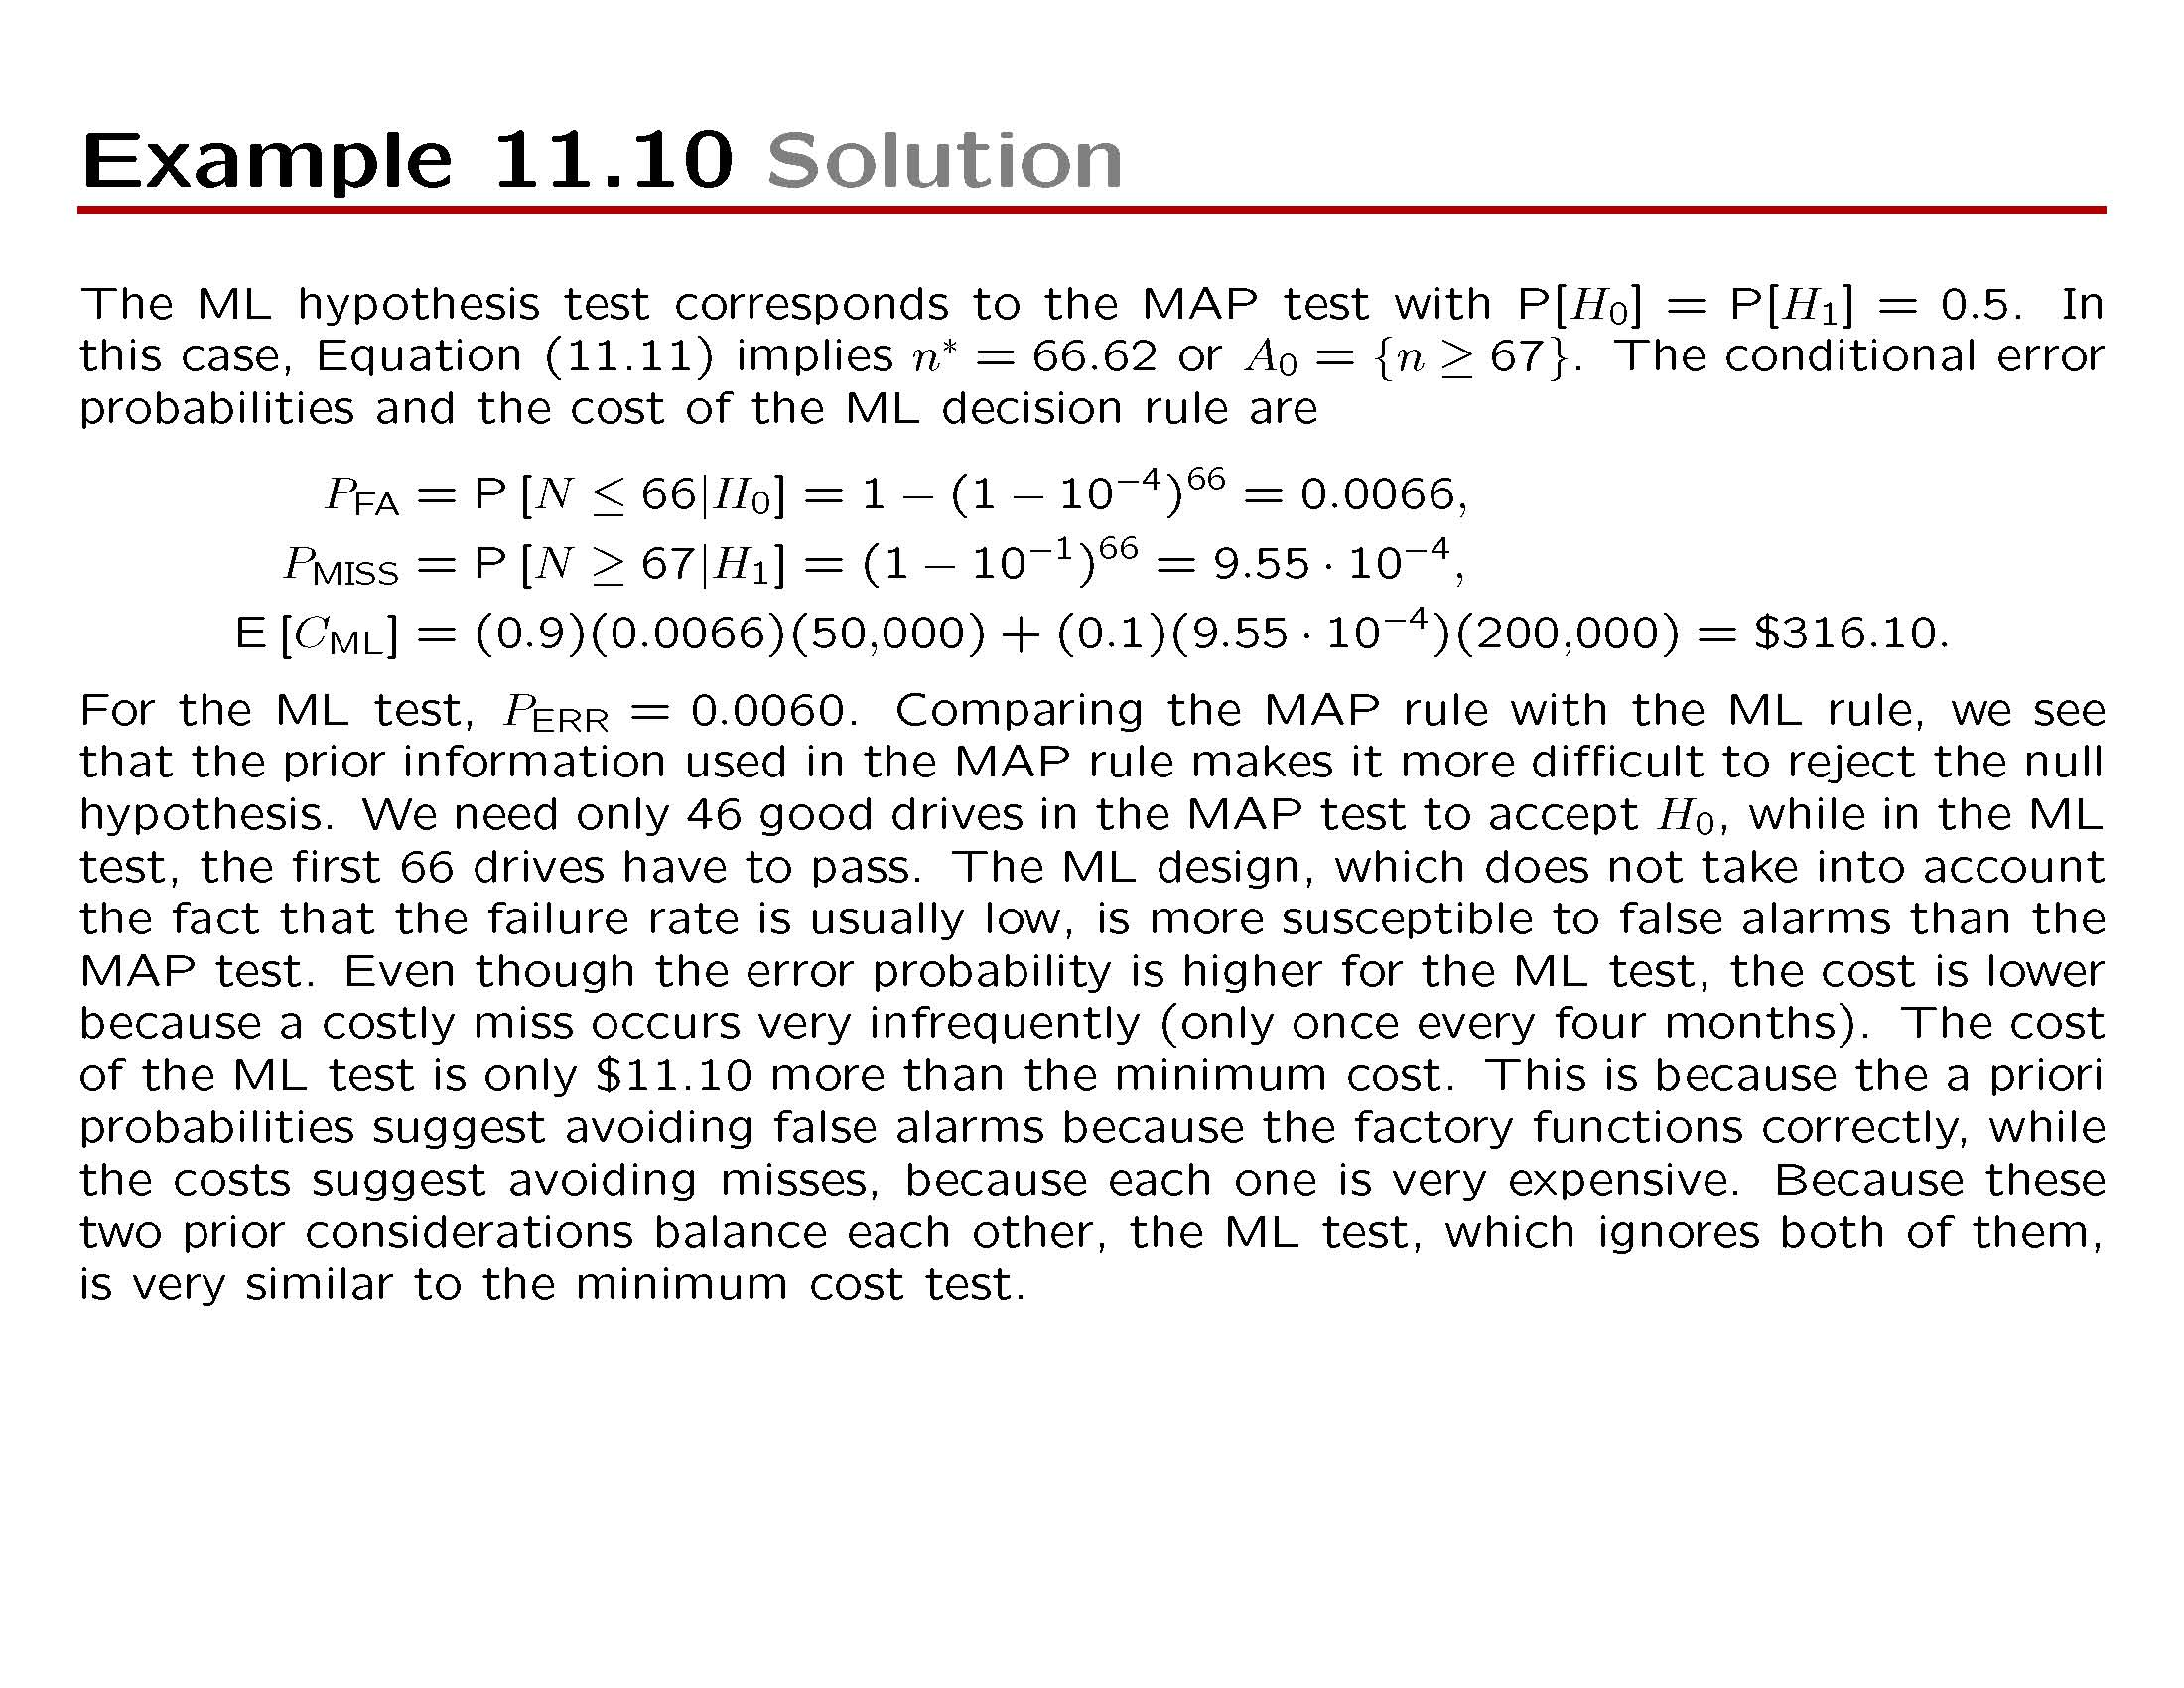 Example 11.10 Solution
The ML hypothesis test corresponds to the MAP test with P[H₀] = P[H₁] = 0.5. In
this case, Equation (11.11) implies n* = 66.62 or A₀ = {n ≥ 67}. The conditional error
probabilities and the cost of the ML decision rule are
P_FA = P [N ≤ 66|H₀] = 1 − (1 − 10⁻⁴)⁶⁶ = 0.0066,
P_MISS = P [N ≥ 67|H₁] = (1 − 10⁻¹)⁶⁶ = 9.55 · 10⁻⁴,
E [C_ML] = (0.9)(0.0066)(50,000) + (0.1)(9.55 · 10⁻⁴)(200,000) = $316.10.
For the ML test, P_ERR = 0.0060. Comparing the MAP rule with the ML rule, we see
that the prior information used in the MAP rule makes it more difficult to reject the null
hypothesis. We need only 46 good drives in the MAP test to accept H₀, while in the ML
test, the first 66 drives have to pass. The ML design, which does not take into account
the fact that the failure rate is usually low, is more susceptible to false alarms than the
MAP test. Even though the error probability is higher for the ML test, the cost is lower
because a costly miss occurs very infrequently (only once every four months). The cost
of the ML test is only $11.10 more than the minimum cost. This is because the a priori
probabilities suggest avoiding false alarms because the factory functions correctly, while
the costs suggest avoiding misses, because each one is very expensive. Because these
two prior considerations balance each other, the ML test, which ignores both of them,
is very similar to the minimum cost test.